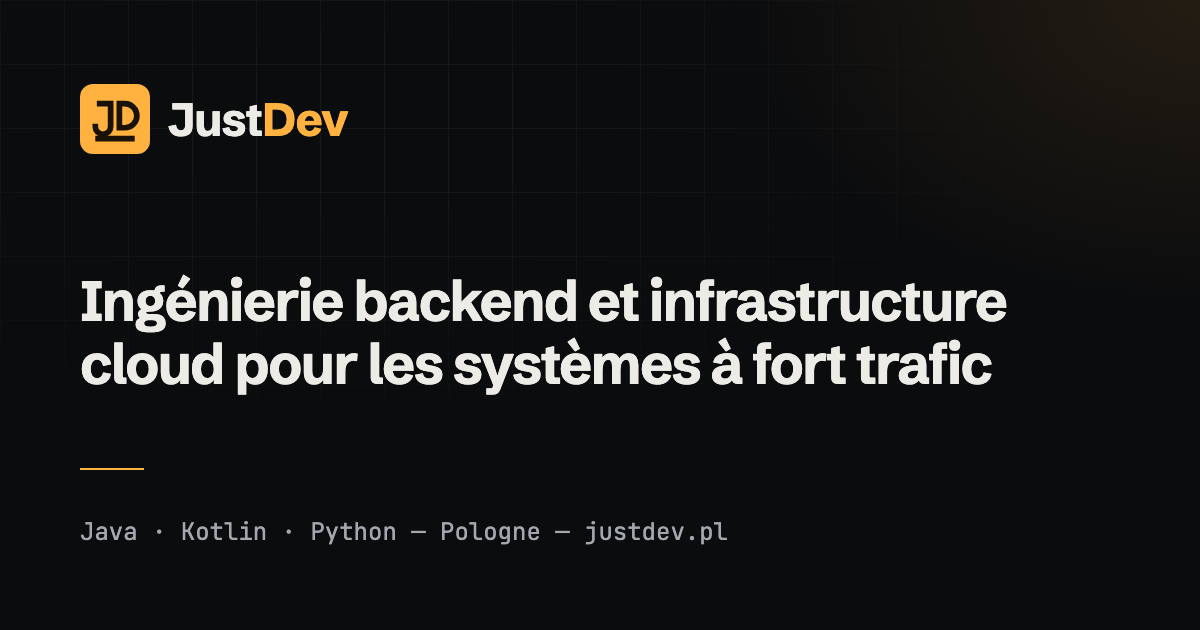 JD JustDev
Ingénierie backend et infrastructure
cloud pour les systèmes à fort trafic
Java · Kotlin · Python — Pologne — justdev.pl